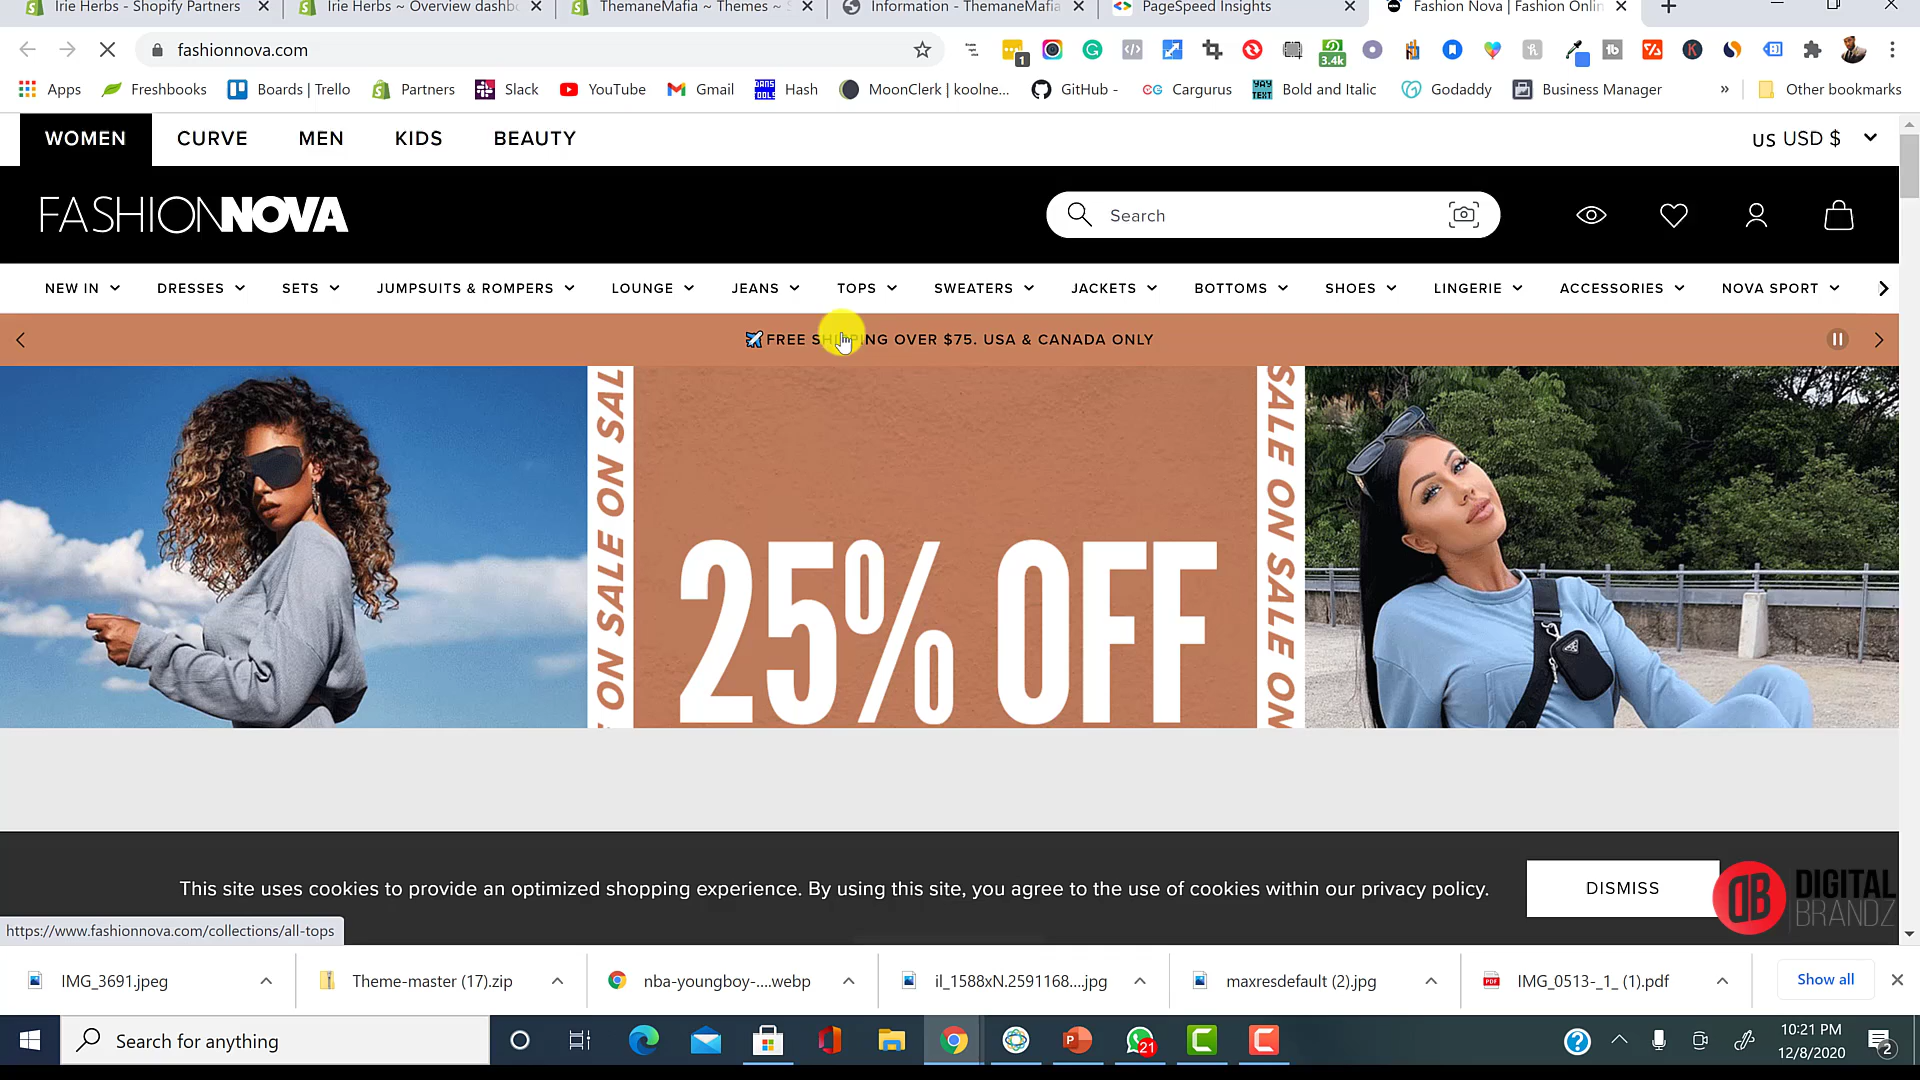 Irie Herbs - Shopify Partners
Irie Herbs ~ Overview dashb
ThemaneMafia ~ Themes ~ S
Information - ThemaneMafia
PageSpeed Insights
Fashion Nova | Fashion Onlin
fashionnova.com
1
3.4k
Apps
Freshbooks
Boards | Trello
Partners
Slack
YouTube
Gmail
Hash
MoonClerk | koolne...
GitHub -
Cargurus
Bold and Italic
Godaddy
Business Manager
»
Other bookmarks
WOMEN
CURVE
MEN
KIDS
BEAUTY
US USD $
FASHIONNOVA
Search
NEW IN
DRESSES
SETS
JUMPSUITS & ROMPERS
LOUNGE
JEANS
TOPS
SWEATERS
JACKETS
BOTTOMS
SHOES
LINGERIE
ACCESSORIES
NOVA SPORT
FREE SHIPPING OVER $75. USA & CANADA ONLY
ON SALE ON SAL
25% OFF
SALE ON SALE ON
This site uses cookies to provide an optimized shopping experience. By using this site, you agree to the use of cookies within our privacy policy.
DISMISS
DB DIGITAL
BRANDZ
https://www.fashionnova.com/collections/all-tops
IMG_3691.jpeg
Theme-master (17).zip
nba-youngboy-....webp
il_1588xN.2591168....jpg
maxresdefault (2).jpg
IMG_0513-_1_ (1).pdf
Show all
Search for anything
21
10:21 PM
12/8/2020
2